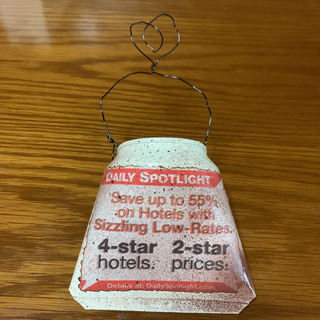 DAILY SPOTLIGHT
Save up to 55%
on Hotels with
Sizzling Low-Rates.
4-star 2-star
hotels. prices.
Details at: DailySpotlight.com